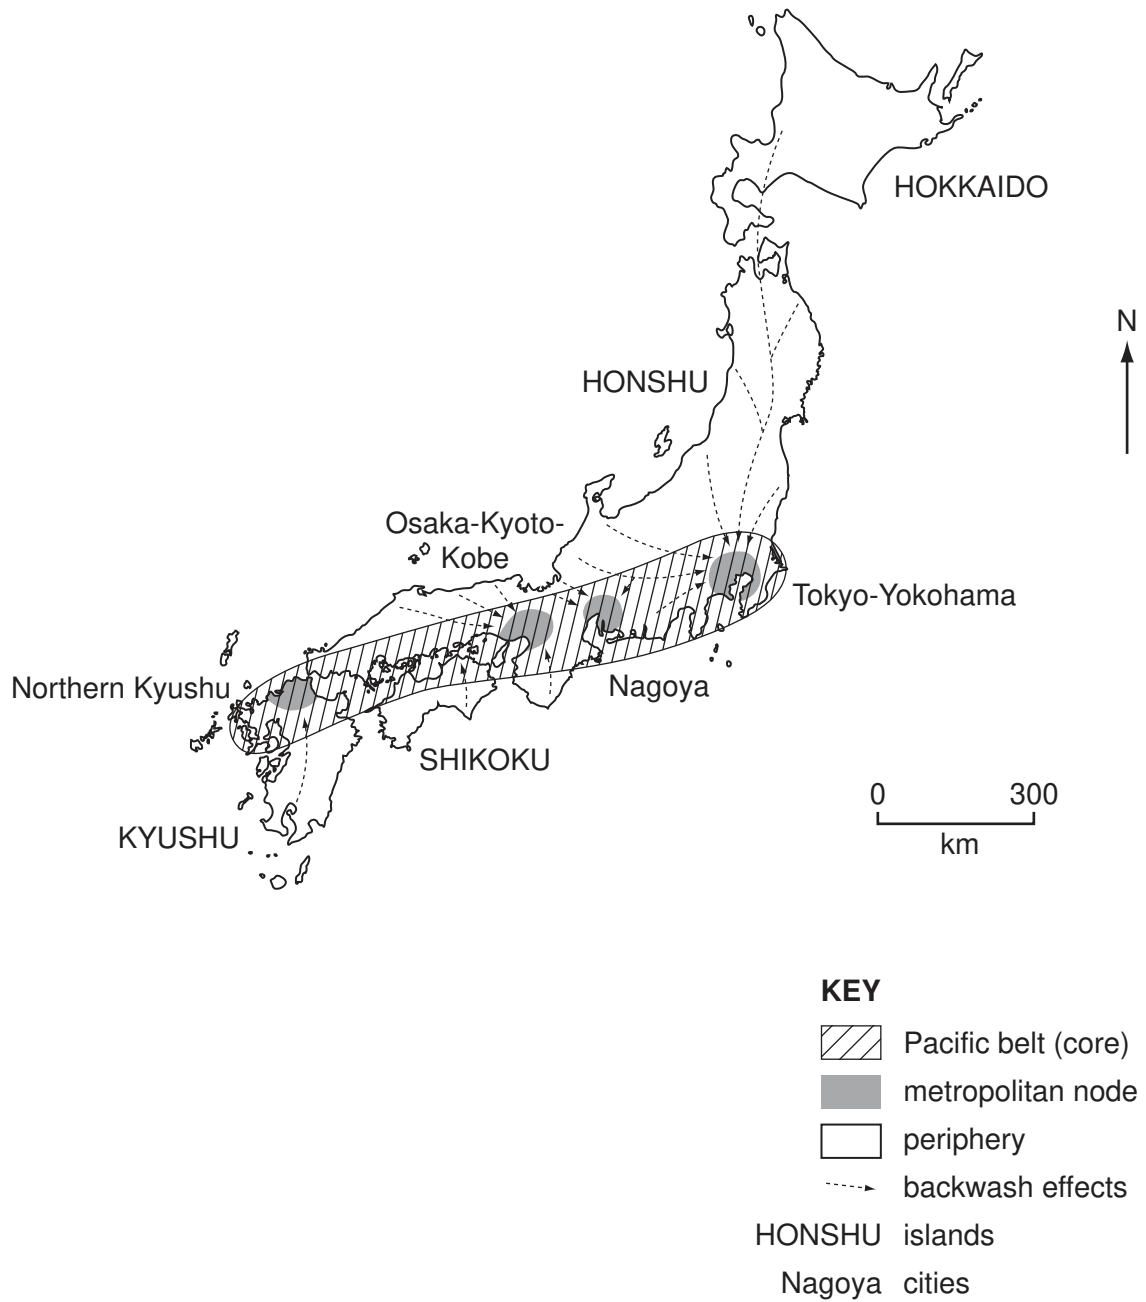 HOKKAIDO
N
HONSHU
Osaka-Kyoto-
Kobe
Tokyo-Yokohama
Northern Kyushu
Nagoya
SHIKOKU
KYUSHU
0 300
km
KEY
Pacific belt (core)
metropolitan node
periphery
backwash effects
HONSHU islands
Nagoya cities